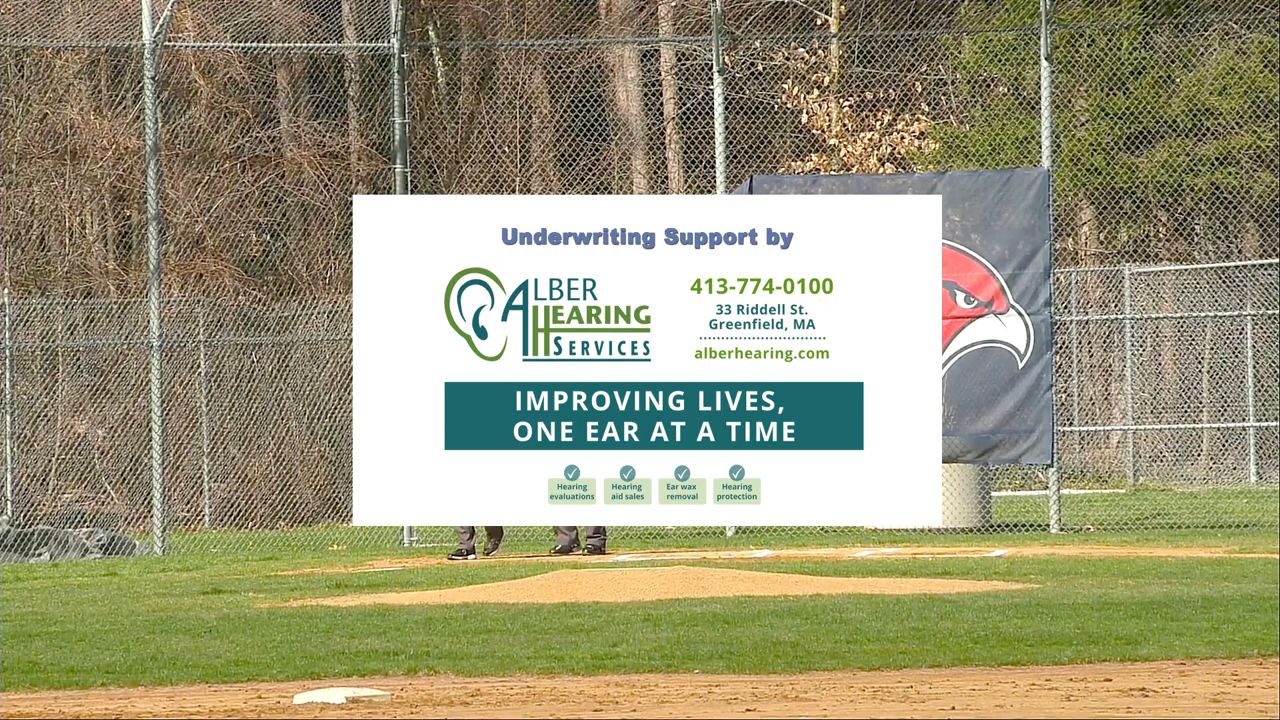 Underwriting Support by
ALBER
HEARING
SERVICES
413-774-0100
33 Riddell St.
Greenfield, MA
alberhearing.com
IMPROVING LIVES,
ONE EAR AT A TIME
Hearing
evaluations
Hearing
aid sales
Ear wax
removal
Hearing
protection